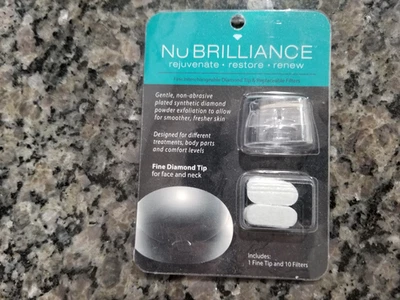 NuBRILLIANCE™
rejuvenate • restore • renew
Gentle, non-abrasive
plated synthetic diamond
powder exfoliation to allow
for smoother, fresher skin
Designed for different
treatments, body parts
and comfort levels
Fine Diamond Tip
for face and neck
Includes:
1 Fine Tip and 10 Filters